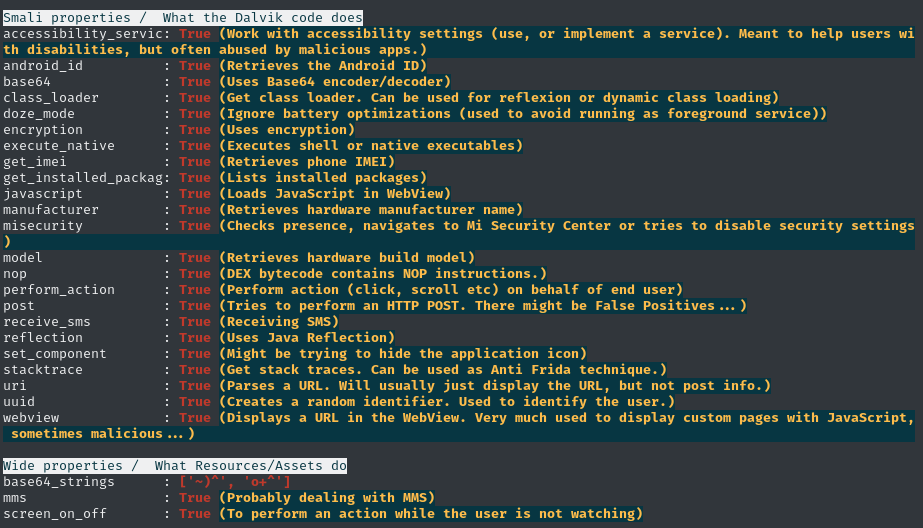 Smali properties /  What the Dalvik code does
accessibility_servic: True (Work with accessibility settings (use, or implement a service). Meant to help users wi
th disabilities, but often abused by malicious apps.)
android_id          : True (Retrieves the Android ID)
base64              : True (Uses Base64 encoder/decoder)
class_loader        : True (Get class loader. Can be used for reflexion or dynamic class loading)
doze_mode           : True (Ignore battery optimizations (used to avoid running as foreground service))
encryption          : True (Uses encryption)
execute_native      : True (Executes shell or native executables)
get_imei            : True (Retrieves phone IMEI)
get_installed_packag: True (Lists installed packages)
javascript          : True (Loads JavaScript in WebView)
manufacturer        : True (Retrieves hardware manufacturer name)
misecurity          : True (Checks presence, navigates to Mi Security Center or tries to disable security settings
)
model               : True (Retrieves hardware build model)
nop                 : True (DEX bytecode contains NOP instructions.)
perform_action      : True (Perform action (click, scroll etc) on behalf of end user)
post                : True (Tries to perform an HTTP POST. There might be False Positives...)
receive_sms         : True (Receiving SMS)
reflection          : True (Uses Java Reflection)
set_component       : True (Might be trying to hide the application icon)
stacktrace          : True (Get stack traces. Can be used as Anti Frida technique.)
uri                 : True (Parses a URL. Will usually just display the URL, but not post info.)
uuid                : True (Creates a random identifier. Used to identify the user.)
webview             : True (Displays a URL in the WebView. Very much used to display custom pages with JavaScript,
 sometimes malicious...)
Wide properties /  What Resources/Assets do
base64_strings      : ['~)^', 'o+^']
mms                 : True (Probably dealing with MMS)
screen_on_off       : True (To perform an action while the user is not watching)